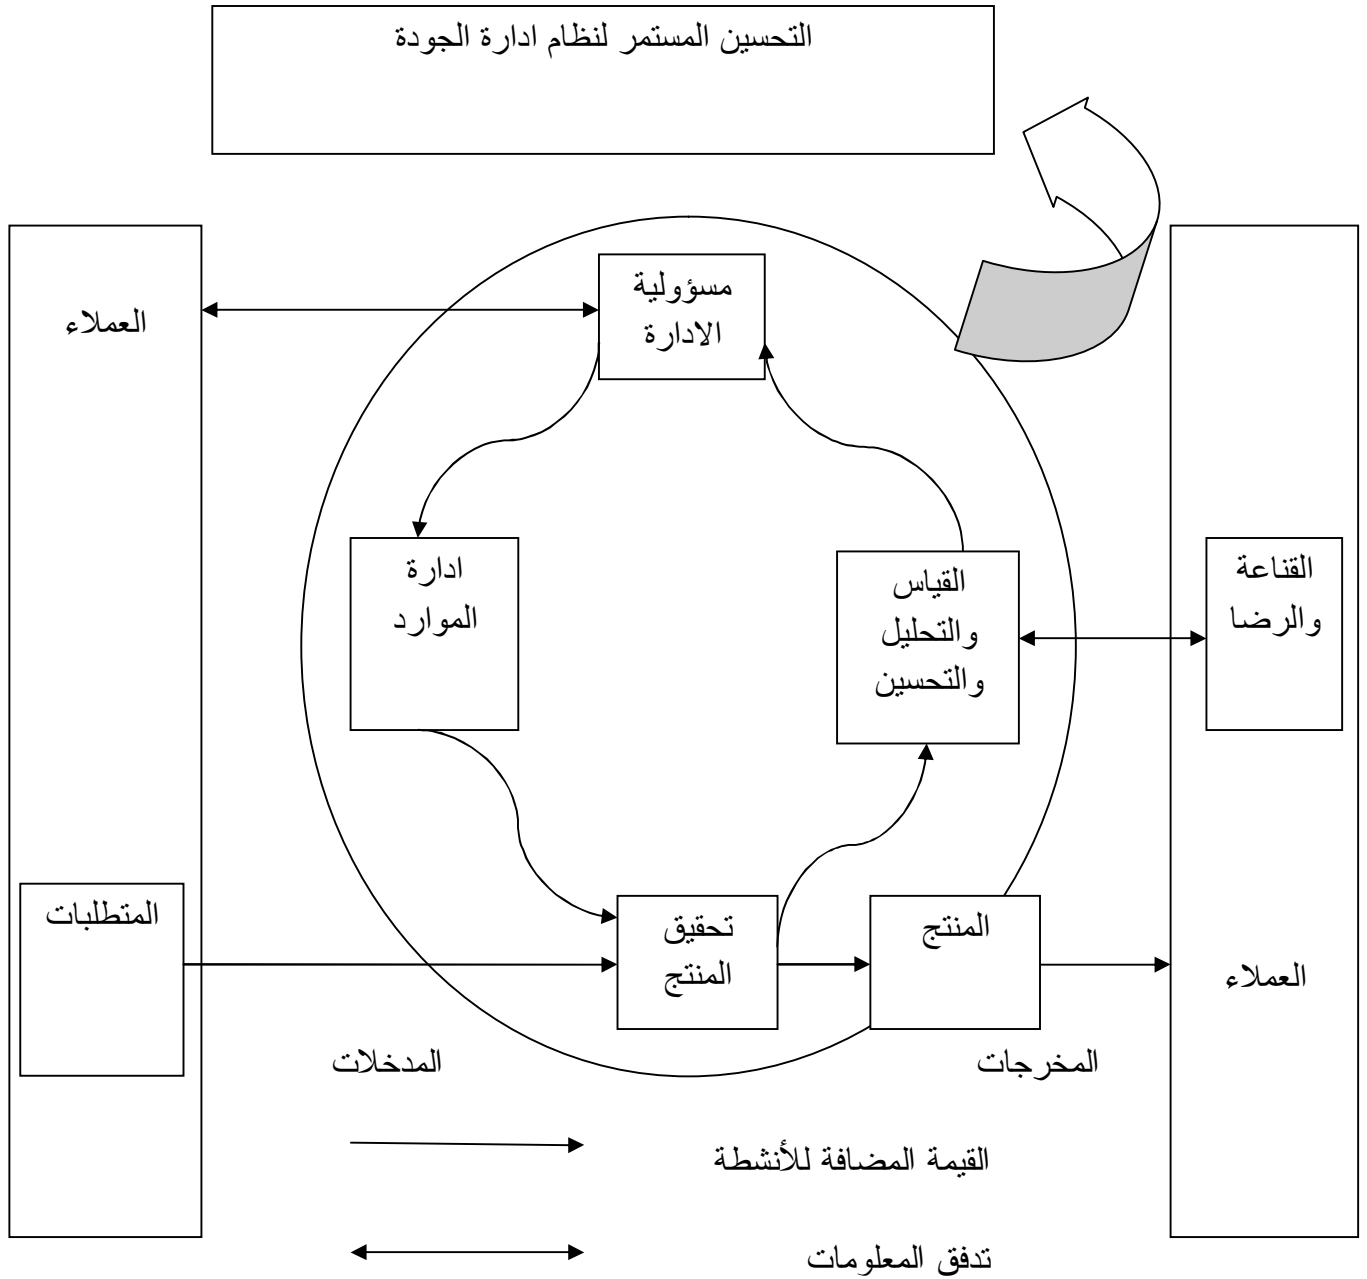 التحسين المستمر لنظام ادارة الجودة
مسؤولية
الادارة
العملاء
القناعة
والرضا
القياس
والتحليل
والتحسين
ادارة
الموارد
المتطلبات
تحقيق
المنتج
المنتج
العملاء
المدخلات
المخرجات
القيمة المضافة للأنشطة
تدفق المعلومات